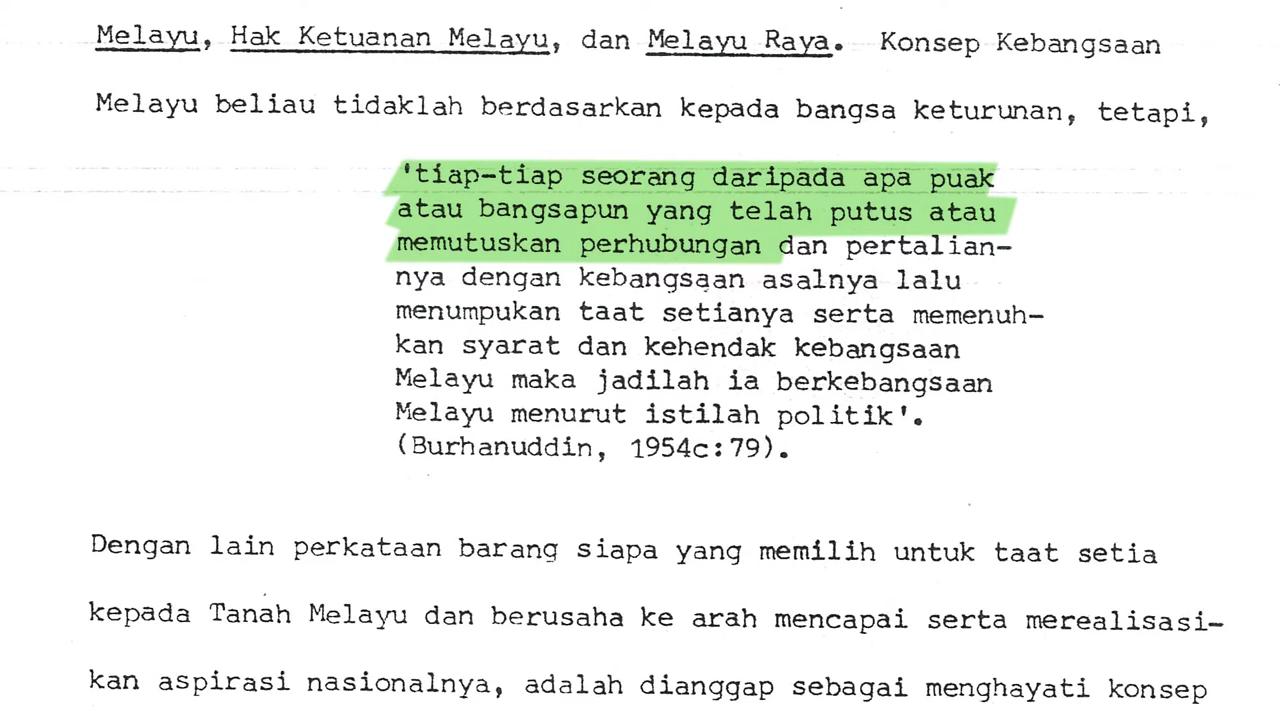 Melayu, Hak Ketuanan Melayu, dan Melayu Raya. Konsep Kebangsaan
Melayu beliau tidaklah berdasarkan kepada bangsa keturunan, tetapi,
'tiap-tiap seorang daripada apa puak
atau bangsapun yang telah putus atau
memutuskan perhubungan dan pertalian-
nya dengan kebangsaan asalnya lalu
menumpukan taat setianya serta memenuh-
kan syarat dan kehendak kebangsaan
Melayu maka jadilah ia berkebangsaan
Melayu menurut istilah politik'.
(Burhanuddin, 1954c:79).
Dengan lain perkataan barang siapa yang memilih untuk taat setia
kepada Tanah Melayu dan berusaha ke arah mencapai serta merealisasi-
kan aspirasi nasionalnya, adalah dianggap sebagai menghayati konsep